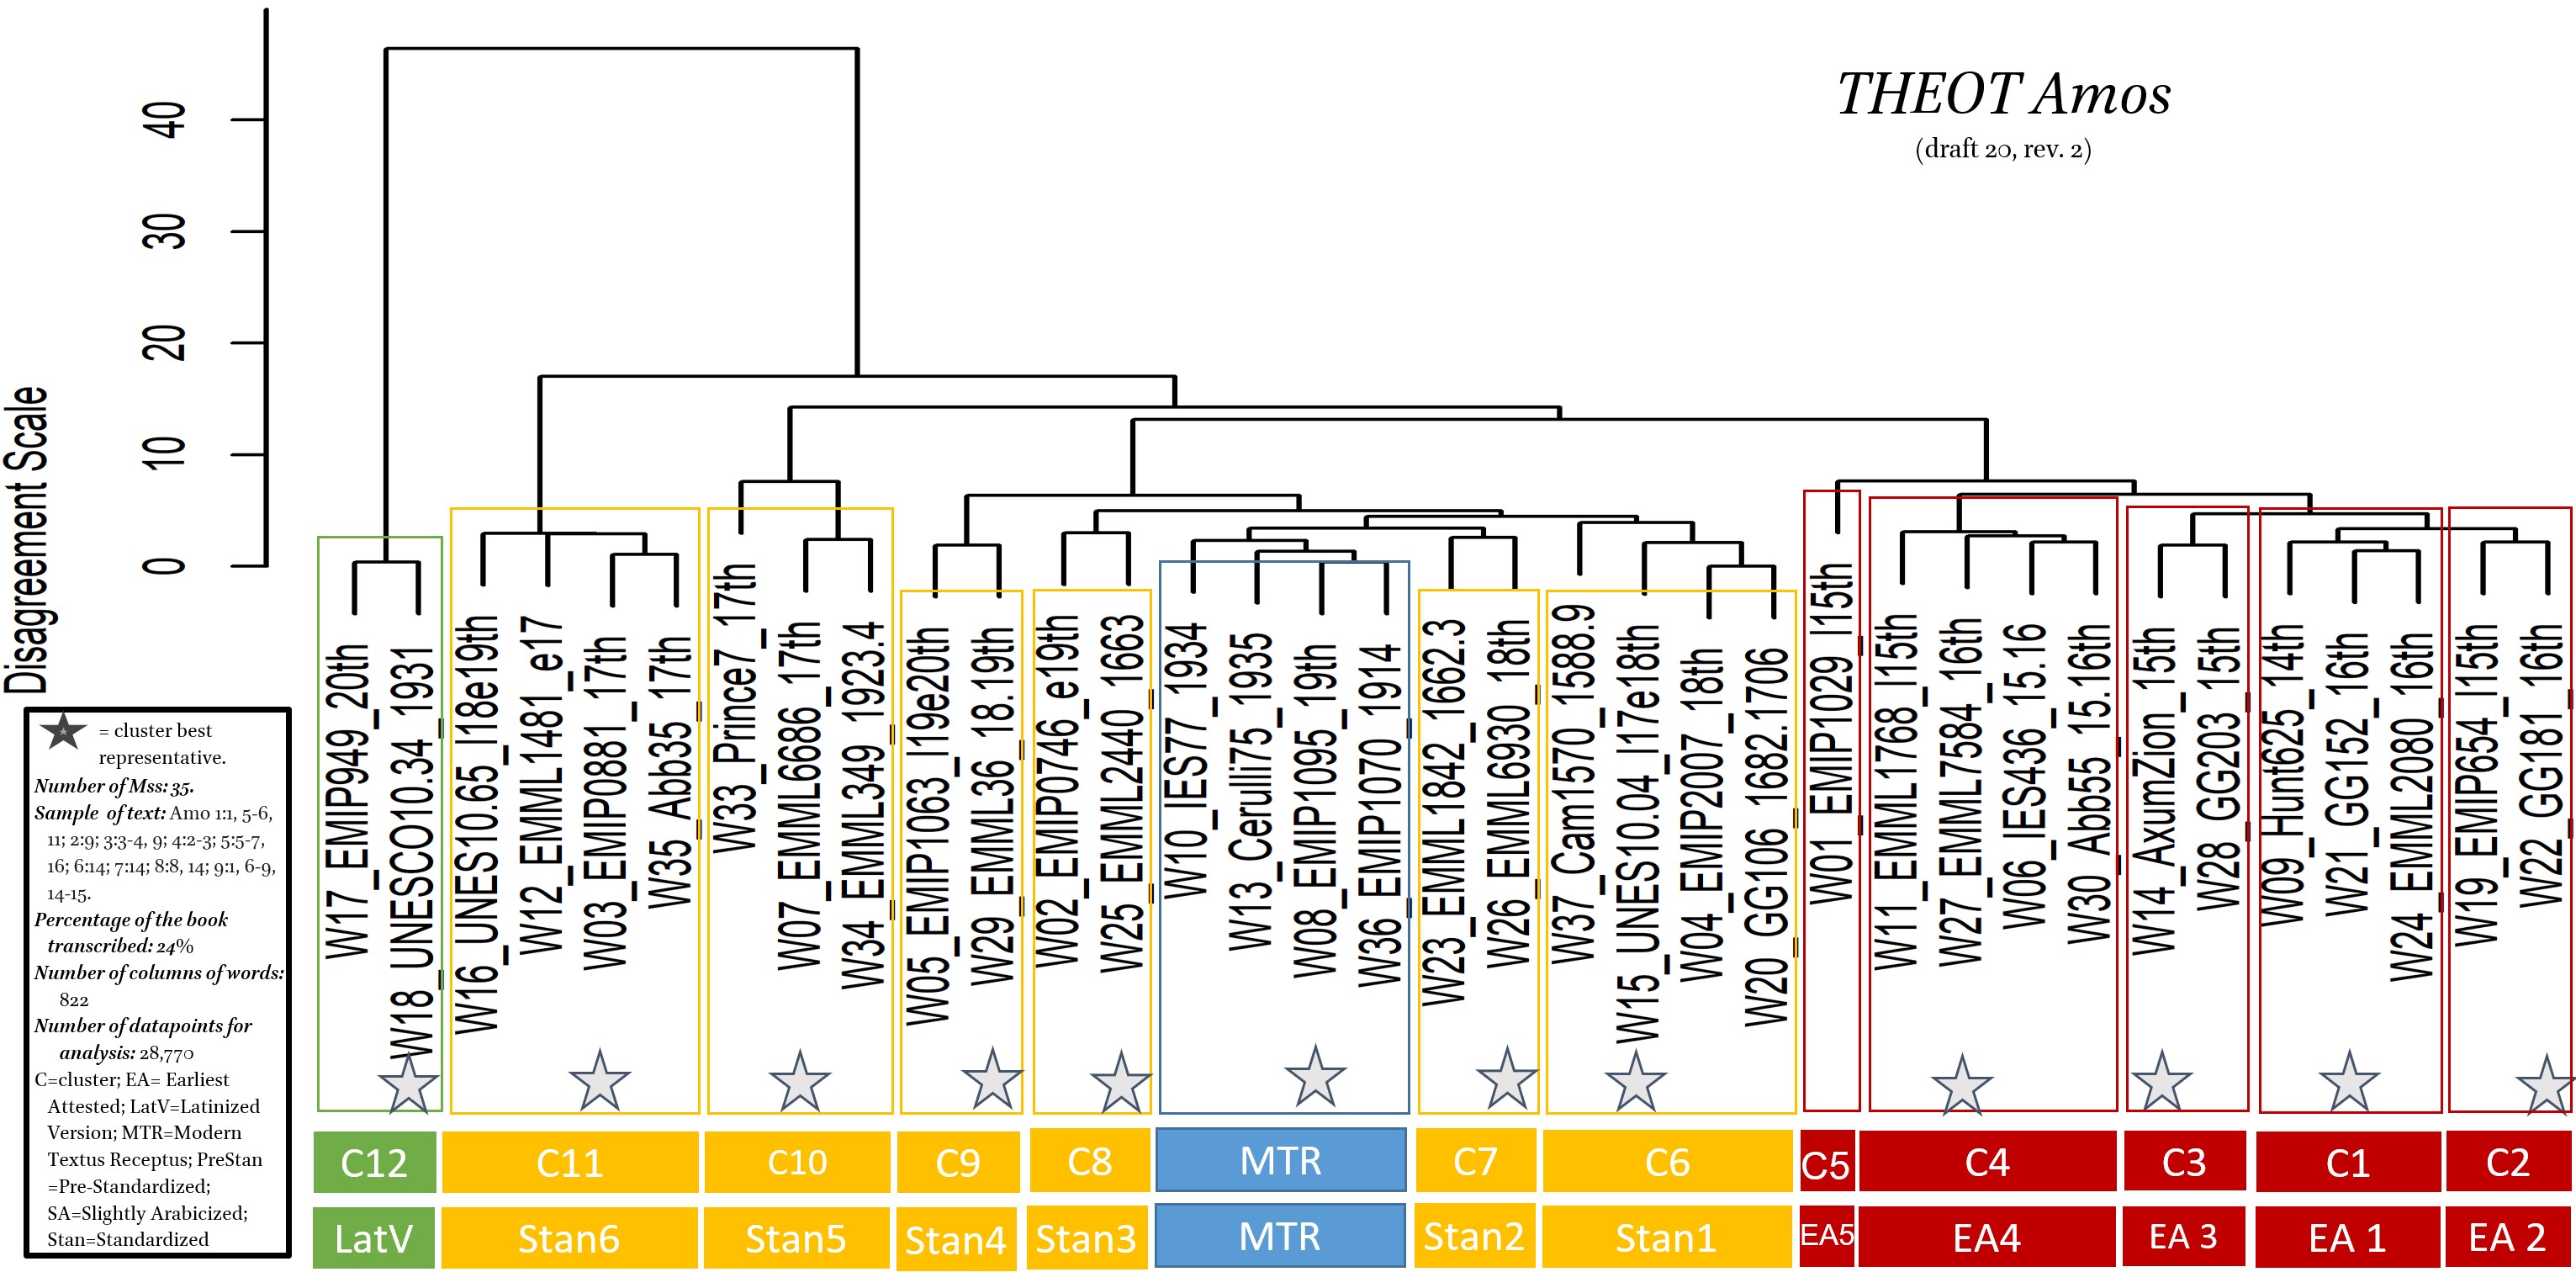 THEOT Amos
(draft 20, rev. 2)
Disagreement Scale
40
30
20
10
0
= cluster best
representative.
Number of Mss: 35.
Sample of text: Amo 1:1, 5-6,
11; 2:9; 3:3-4, 9; 4:2-3; 5:5-7,
16; 6:14; 7:14; 8:8, 14; 9:1, 6-9,
14-15.
Percentage of the book
transcribed: 24%
Number of columns of words:
822
Number of datapoints for
analysis: 28,770
C=cluster; EA= Earliest
Attested; LatV=Latinized
Version; MTR=Modern
Textus Receptus; PreStan
=Pre-Standardized;
SA=Slightly Arabicized;
Stan=Standardized
W17_EMIP949_20th
W18_UNESCO10.34_1931
W16_UNES10.65_l18e19th
W12_EMML1481_e17
W03_EMIP0881_17th
W35_Abb35_17th
W33_Prince7_17th
W07_EMML6686_17th
W34_EMML349_1923.4
W05_EMIP1063_l19e20th
W29_EMML36_18.19th
W02_EMIP0746_e19th
W25_EMML2440_1663
W10_IES77_1934
W13_Cerulli75_1935
W08_EMIP1095_19th
W36_EMIP1070_1914
W23_EMML1842_1662.3
W26_EMML6930_18th
W37_Cam1570_1588.9
W15_UNES10.04_l17e18th
W04_EMIP2007_18th
W20_GG106_1682.1706
W01_EMIP1029_l15th
W11_EMML1768_l15th
W27_EMML7584_16th
W06_IES436_15.16
W30_Abb55_15.16th
W14_AxumZion_15th
W28_GG203_15th
W09_Hunt625_14th
W21_GG152_16th
W24_EMML2080_16th
W19_EMIP654_l15th
W22_GG181_16th
C12 C11 C10 C9 C8 MTR C7 C6 C5 C4 C3 C1 C2
LatV Stan6 Stan5 Stan4 Stan3 MTR Stan2 Stan1 EA5 EA4 EA 3 EA 1 EA 2